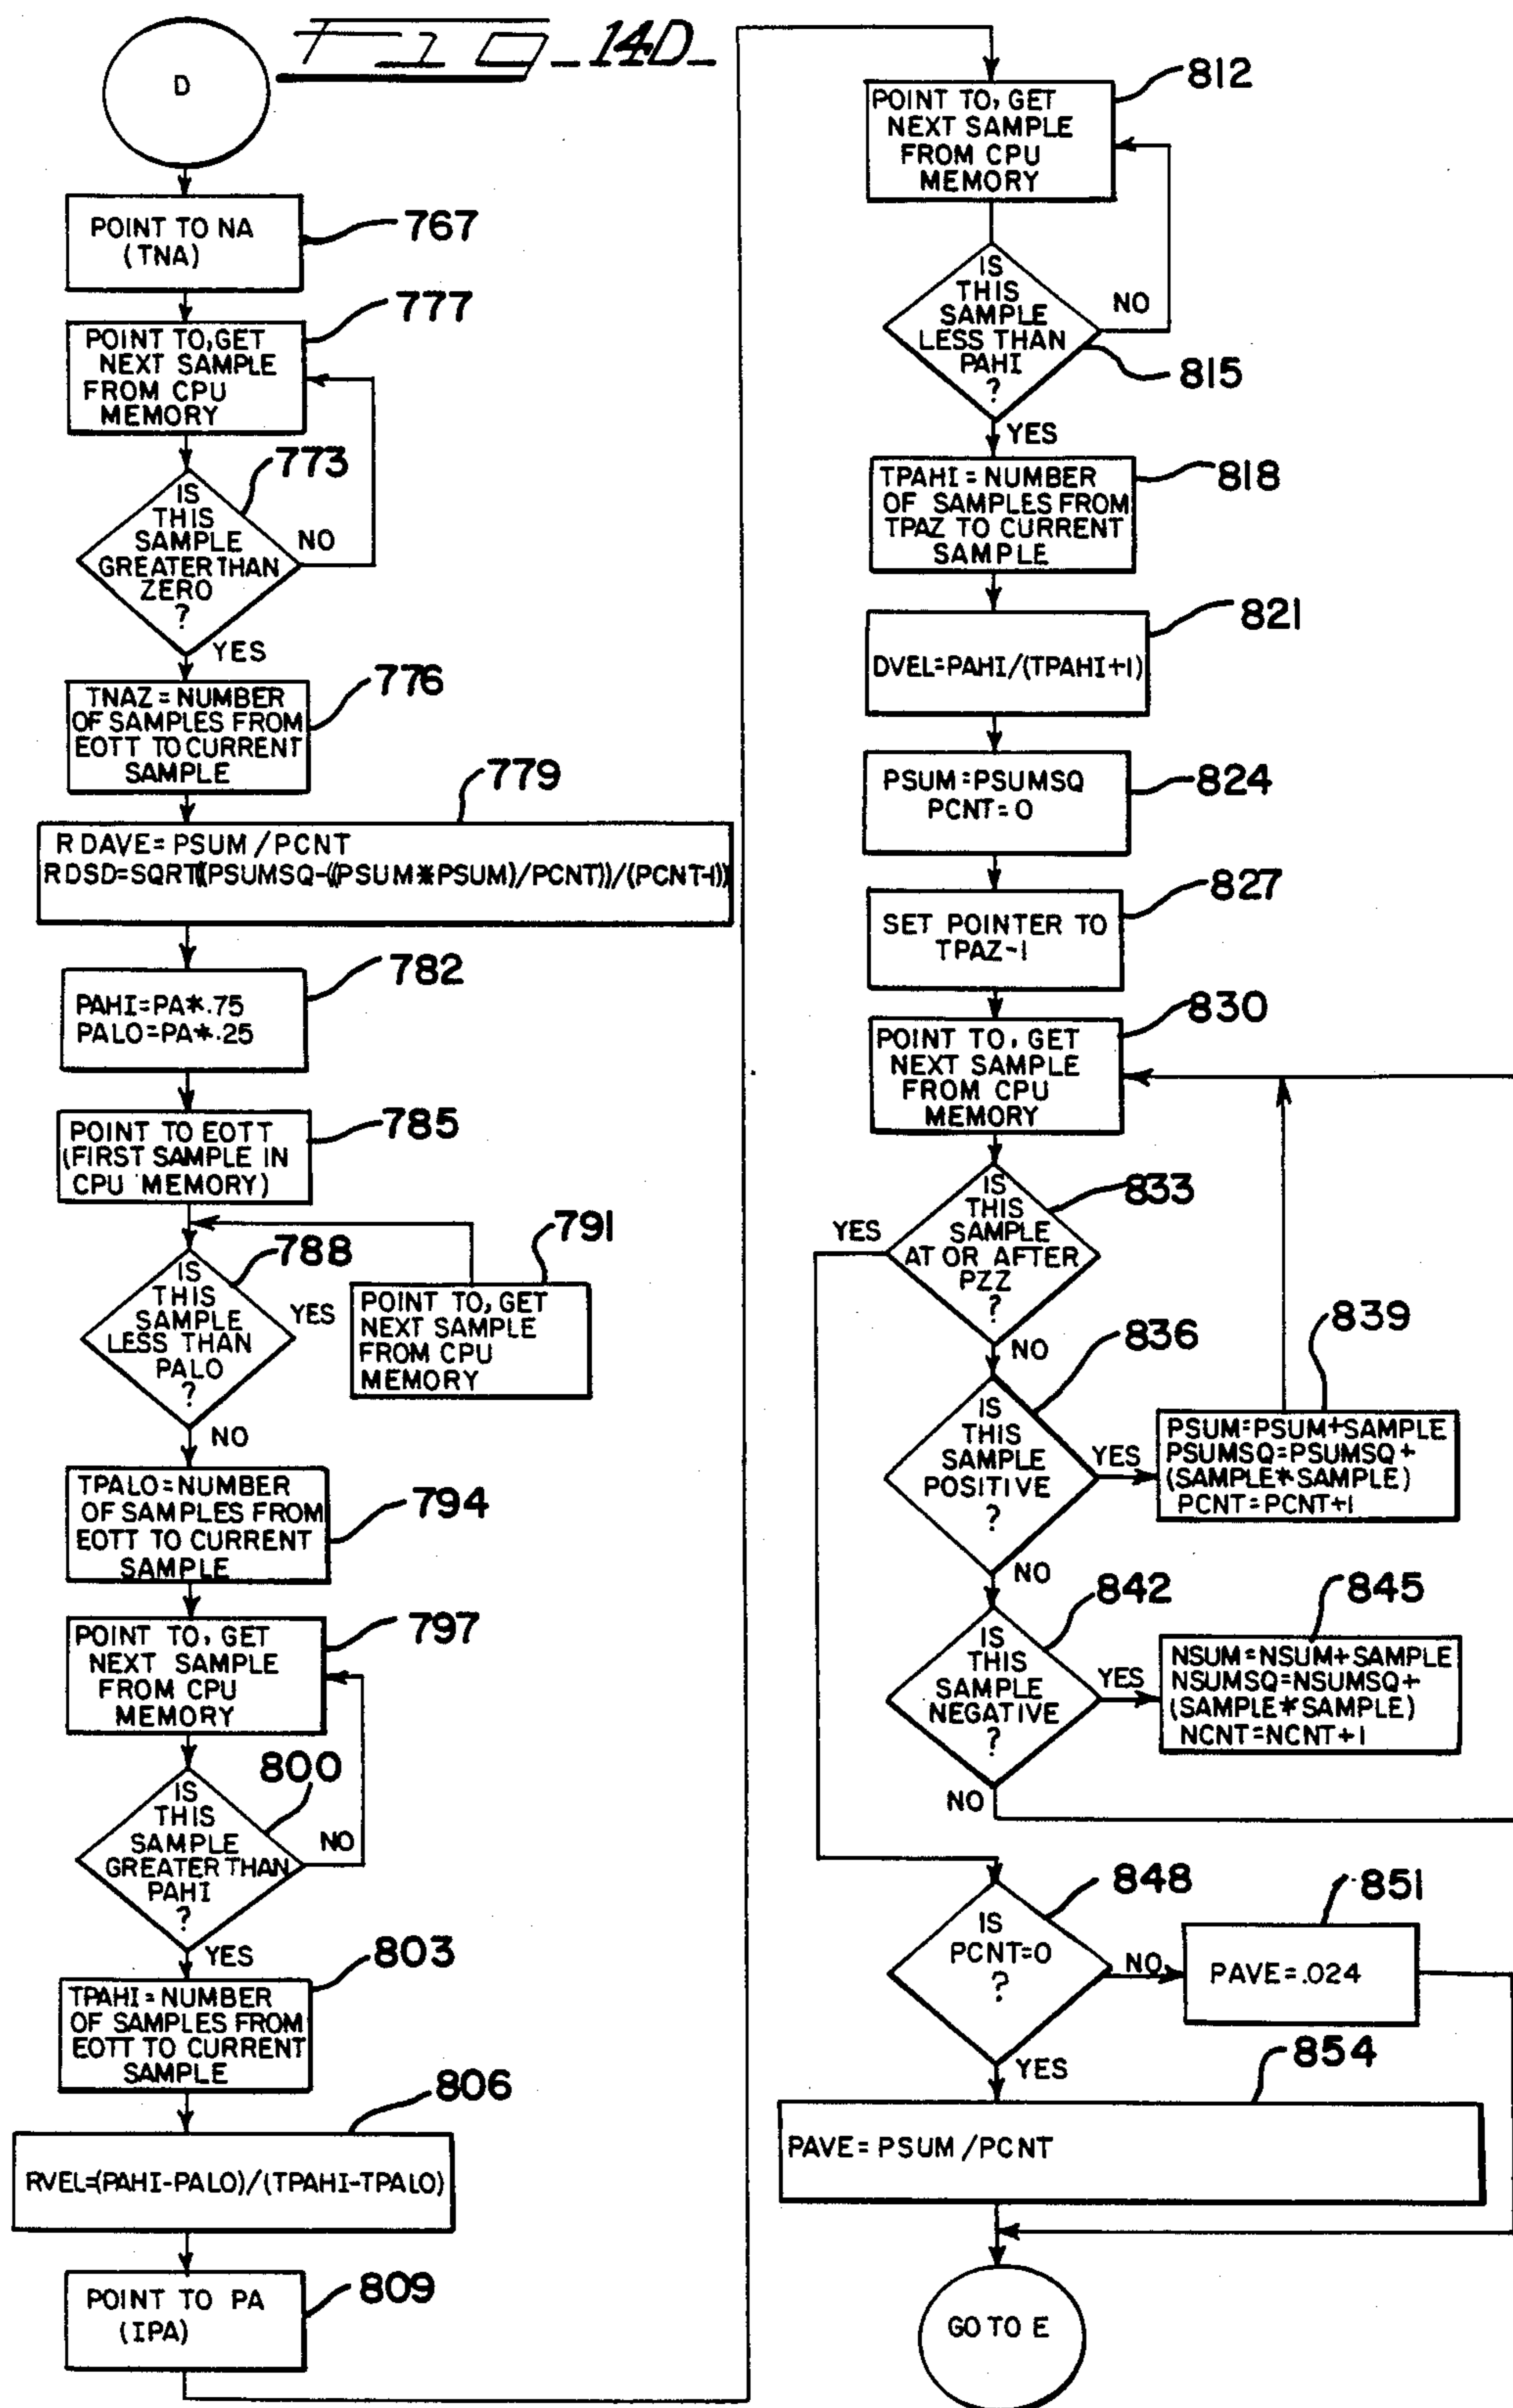 FIG_14D_
D
POINT TO NA
(TNA)
767
POINT TO, GET
NEXT SAMPLE
FROM CPU
MEMORY
777
IS
THIS
SAMPLE
GREATER THAN
ZERO
?
773
NO
YES
TNAZ=NUMBER
OF SAMPLES FROM
EOTT TO CURRENT
SAMPLE
776
RDAVE=PSUM/PCNT
RDSD=SQRT((PSUMSQ-((PSUM*PSUM)/PCNT))/(PCNT-1))
779
PAHI=PA*.75
PALO=PA*.25
782
POINT TO EOTT
(FIRST SAMPLE IN
CPU MEMORY)
785
IS
THIS
SAMPLE
LESS THAN
PALO
?
788
YES
NO
POINT TO, GET
NEXT SAMPLE
FROM CPU
MEMORY
791
TPALO=NUMBER
OF SAMPLES FROM
EOTT TO CURRENT
SAMPLE
794
POINT TO, GET
NEXT SAMPLE
FROM CPU
MEMORY
797
IS
THIS
SAMPLE
GREATER THAN
PAHI
?
800
NO
YES
TPAHI=NUMBER
OF SAMPLES FROM
EOTT TO CURRENT
SAMPLE
803
RVEL=(PAHI-PALO)/(TPAHI-TPALO)
806
POINT TO PA
(IPA)
809
POINT TO, GET
NEXT SAMPLE
FROM CPU
MEMORY
812
IS
THIS
SAMPLE
LESS THAN
PAHI
?
NO
815
YES
TPAHI=NUMBER
OF SAMPLES FROM
TPAZ TO CURRENT
SAMPLE
818
DVEL=PAHI/(TPAHI+1)
821
PSUM=PSUMSQ
PCNT=0
824
SET POINTER TO
TPAZ-1
827
POINT TO, GET
NEXT SAMPLE
FROM CPU
MEMORY
830
IS
THIS
SAMPLE
AT OR AFTER
PZZ
?
833
YES
NO
IS
THIS
SAMPLE
POSITIVE
?
836
YES
NO
PSUM=PSUM+SAMPLE
PSUMSQ=PSUMSQ+
(SAMPLE*SAMPLE)
PCNT=PCNT+1
839
IS
THIS
SAMPLE
NEGATIVE
?
842
YES
NO
NSUM=NSUM+SAMPLE
NSUMSQ=NSUMSQ+
(SAMPLE*SAMPLE)
NCNT=NCNT+1
845
IS
PCNT=0
?
848
NO
YES
PAVE=.024
851
PAVE=PSUM/PCNT
854
GO TO E